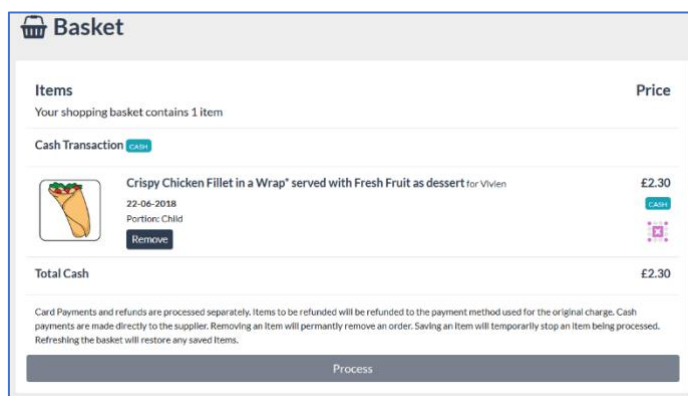 Basket
Items Price
Your shopping basket contains 1 item
Cash Transaction CASH
Crispy Chicken Fillet in a Wrap* served with Fresh Fruit as dessert for Vivien £2.30
22-06-2018 CASH
Portion: Child
Remove
Total Cash £2.30
Card Payments and refunds are processed separately. Items to be refunded will be refunded to the payment method used for the original charge. Cash
payments are made directly to the supplier. Removing an item will permantly remove an order. Saving an item will temporarily stop an item being processed.
Refreshing the basket will restore any saved items.
Process